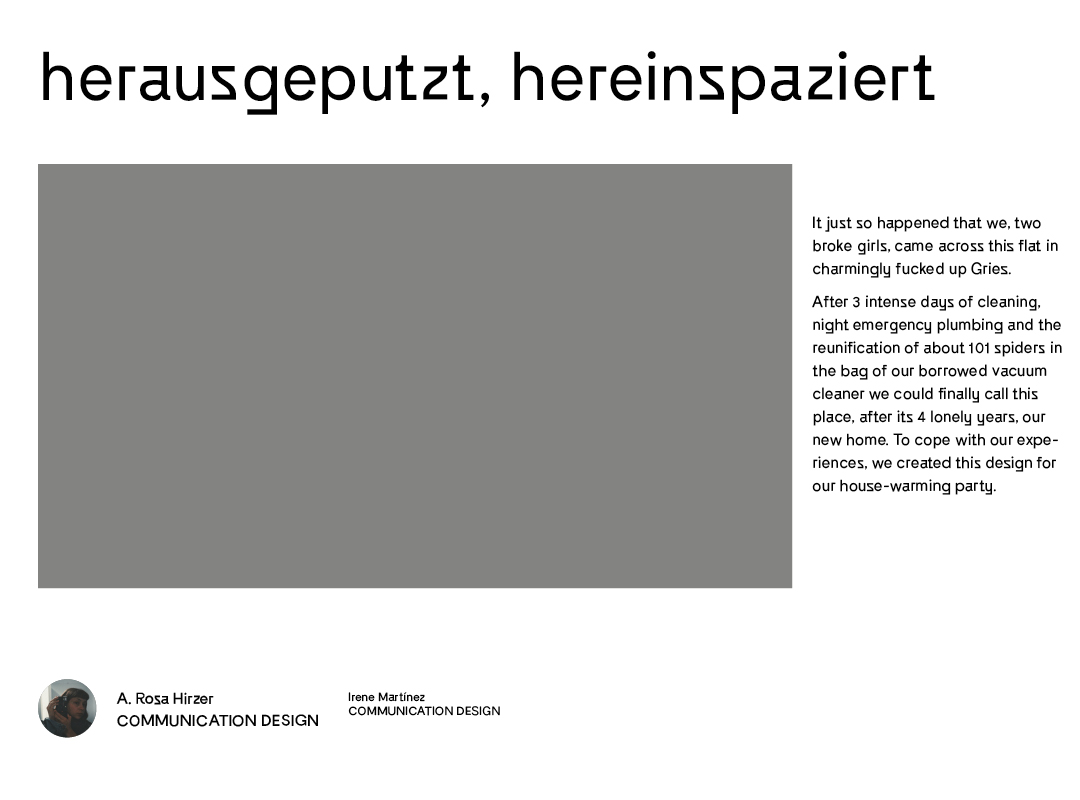 herausgeputzt, hereinspaziert
It just so happened that we, two
broke girls, came across this flat in
charmingly fucked up Gries.
After 3 intense days of cleaning,
night emergency plumbing and the
reunification of about 101 spiders in
the bag of our borrowed vacuum
cleaner we could finally call this
place, after its 4 lonely years, our
new home. To cope with our expe-
riences, we created this design for
our house-warming party.
A. Rosa Hirzer
COMMUNICATION DESIGN
Irene Martínez
COMMUNICATION DESIGN